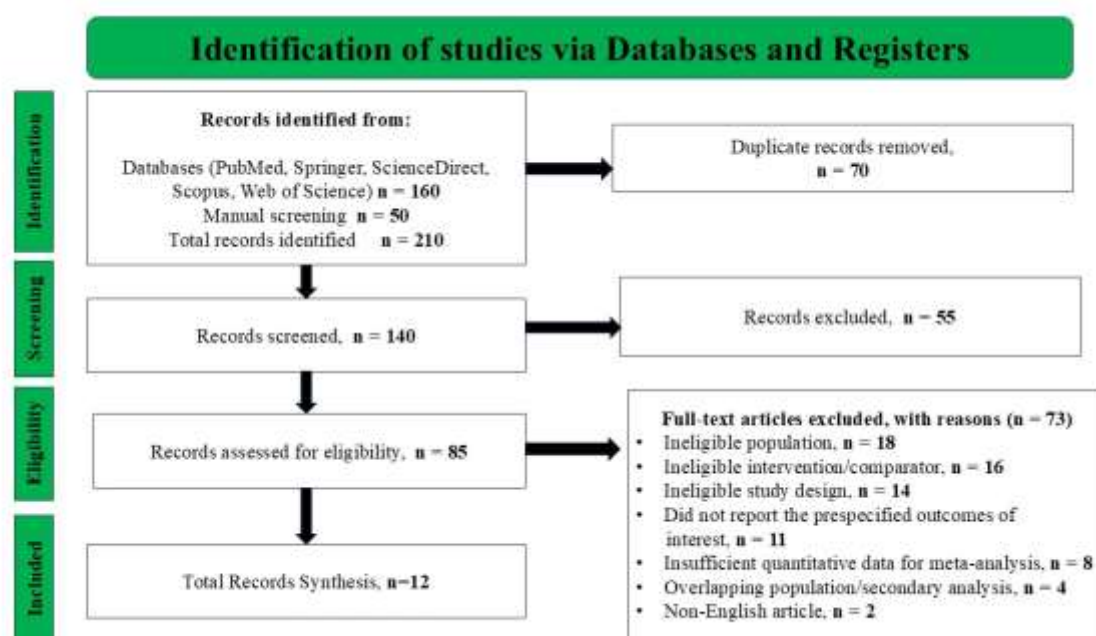 Identification of studies via Databases and Registers
Identification
Records identified from:
Databases (PubMed, Springer, ScienceDirect,
Scopus, Web of Science) n = 160
Manual screening n = 50
Total records identified n = 210
Duplicate records removed,
n = 70
Screening
Records screened, n = 140
Records excluded, n = 55
Eligibility
Records assessed for eligibility, n = 85
Full-text articles excluded, with reasons (n = 73)
• Ineligible population, n = 18
• Ineligible intervention/comparator, n = 16
• Ineligible study design, n = 14
• Did not report the prespecified outcomes of
interest, n = 11
• Insufficient quantitative data for meta-analysis, n = 8
• Overlapping population/secondary analysis, n = 4
• Non-English article, n = 2
Included
Total Records Synthesis, n=12